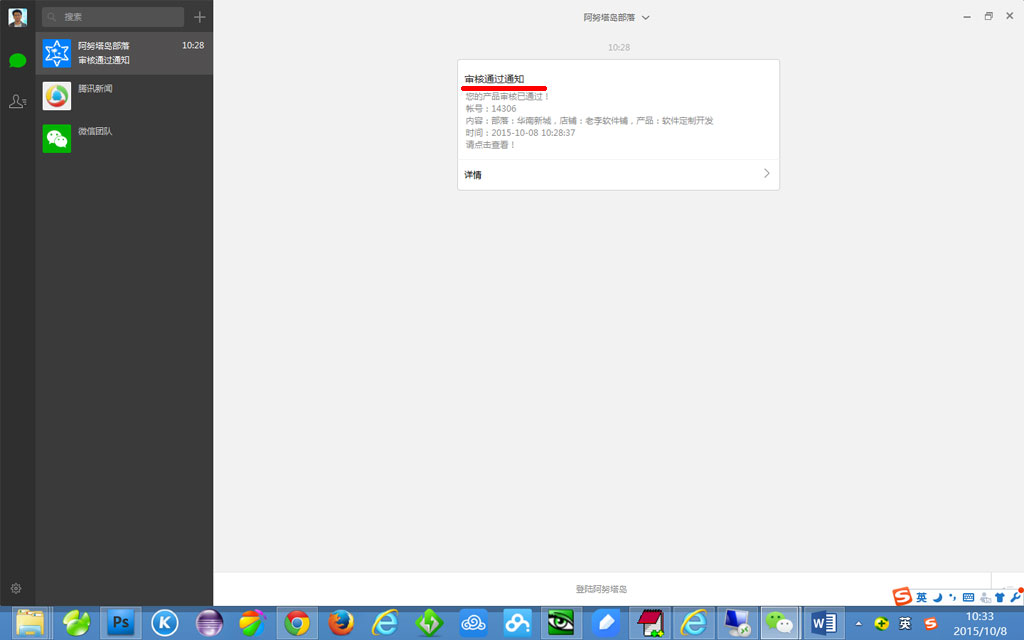 搜索
阿努塔岛部落
10:28
审核通过通知
腾讯新闻
微信团队
阿努塔岛部落
10:28
审核通过通知
您的产品审核已通过！
帐号：14306
内容：部落：华南新城，店铺：老李软件铺，产品：软件定制开发
时间：2015-10-08 10:28:37
请点击查看！
详情
登陆阿努塔岛
英
Ps
K
W
英
10:33
2015/10/8